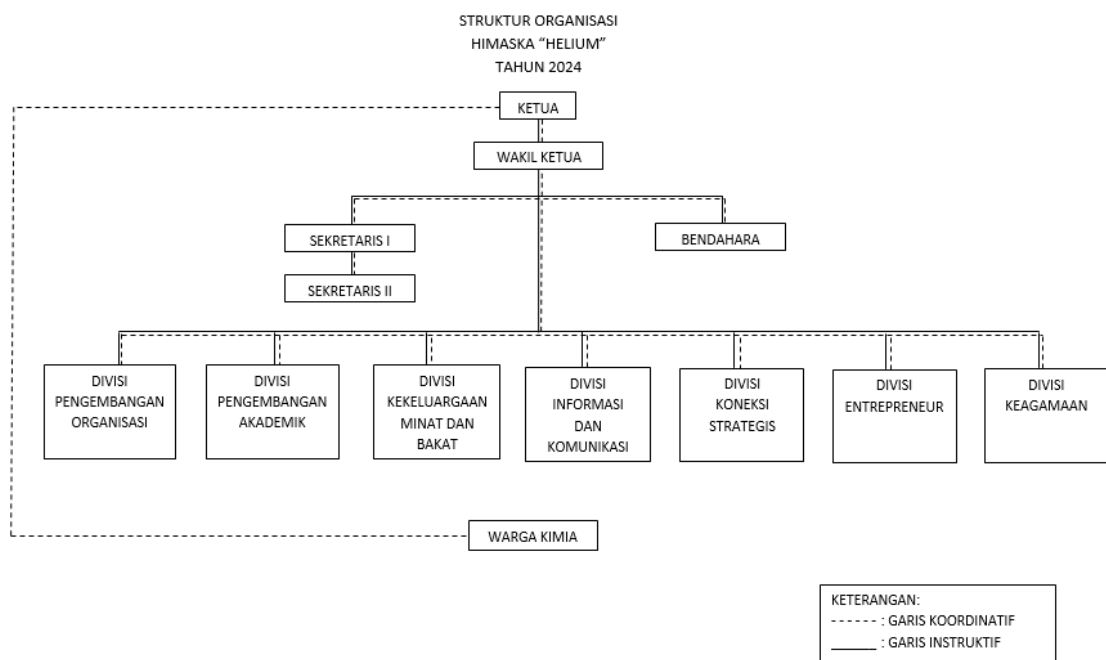 STRUKTUR ORGANISASI
HIMASKA “HELIUM”
TAHUN 2024
KETUA
WAKIL KETUA
SEKRETARIS I
BENDAHARA
SEKRETARIS II
DIVISI
PENGEMBANGAN
ORGANISASI
DIVISI
PENGEMBANGAN
AKADEMIK
DIVISI
KEKELUARGAAN
MINAT DAN
BAKAT
DIVISI
INFORMASI
DAN
KOMUNIKASI
DIVISI
KONEKSI
STRATEGIS
DIVISI
ENTREPRENEUR
DIVISI
KEAGAMAAN
WARGA KIMIA
KETERANGAN:
------ : GARIS KOORDINATIF
______ : GARIS INSTRUKTIF